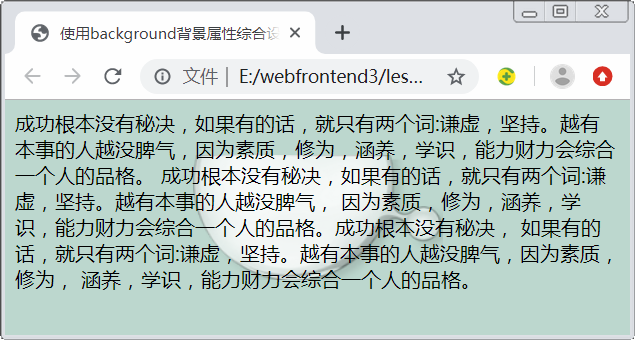 使用background背景属性综合设
文件 | E:/webfrontend3/les...
成功根本没有秘决，如果有的话，就只有两个词:谦虚，坚持。越有
本事的人越没脾气，因为素质，修为，涵养，学识，能力财力会综合
一个人的品格。 成功根本没有秘决，如果有的话，就只有两个词:谦
虚，坚持。越有本事的人越没脾气， 因为素质，修为，涵养，学
识，能力财力会综合一个人的品格。成功根本没有秘决， 如果有的
话，就只有两个词:谦虚，坚持。越有本事的人越没脾气，因为素质，
修为， 涵养，学识，能力财力会综合一个人的品格。